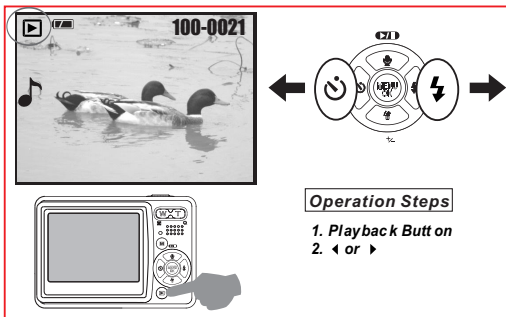 100-0021
MENU
OK
W T
M
Operation Steps
1. Playback Button
2. or